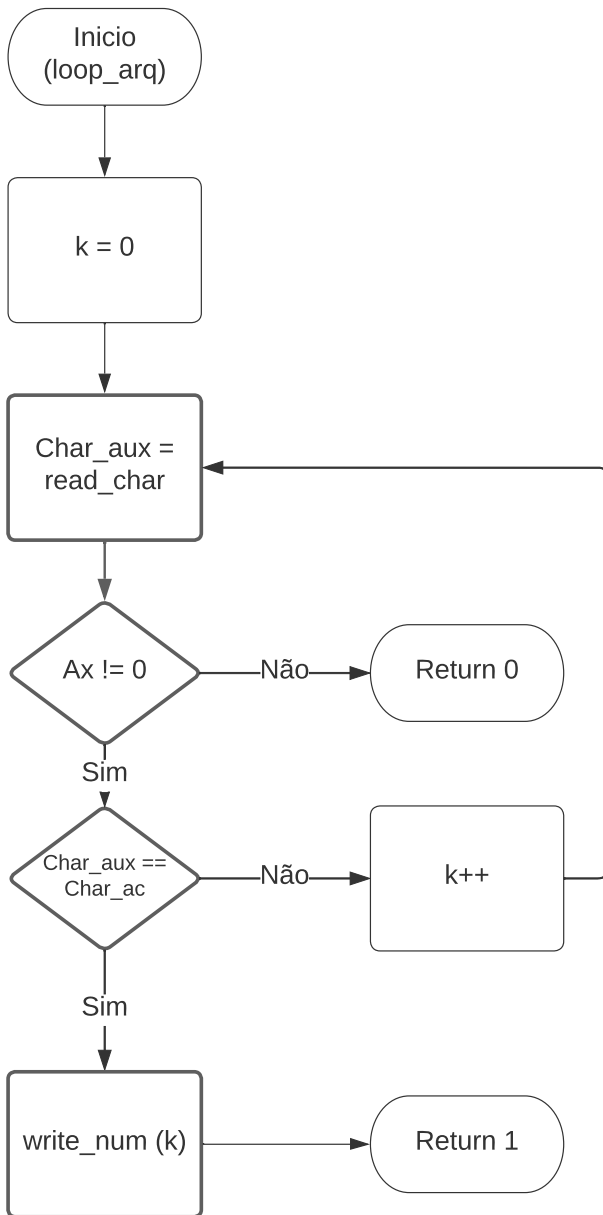 Inicio
(loop_arq)
k = 0
Char_aux =
read_char
Ax != 0
Não
Return 0
Sim
Char_aux ==
Char_ac
Não
k++
Sim
write_num (k)
Return 1